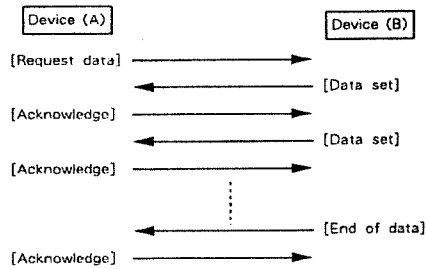 Device (A)
Device (B)
[Request data]
[Data set]
[Acknowledge]
[Data set]
[Acknowledge]
[End of data]
[Acknowledge]